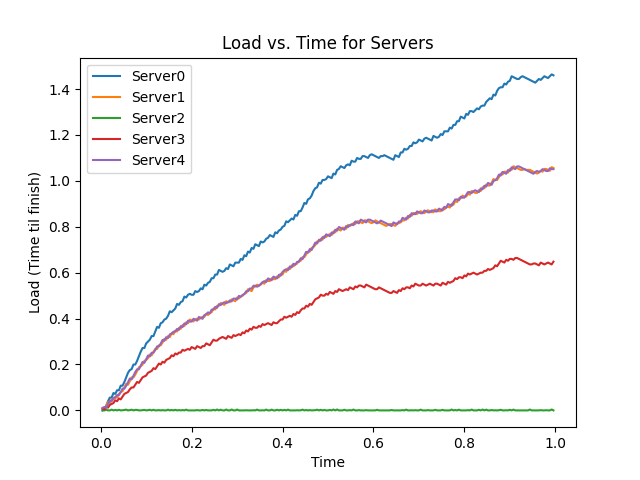 Load vs. Time for Servers
Server0
Server1
Server2
Server3
Server4
Load (Time til finish)
1.4
1.2
1.0
0.8
0.6
0.4
0.2
0.0
0.0 0.2 0.4 0.6 0.8 1.0
Time